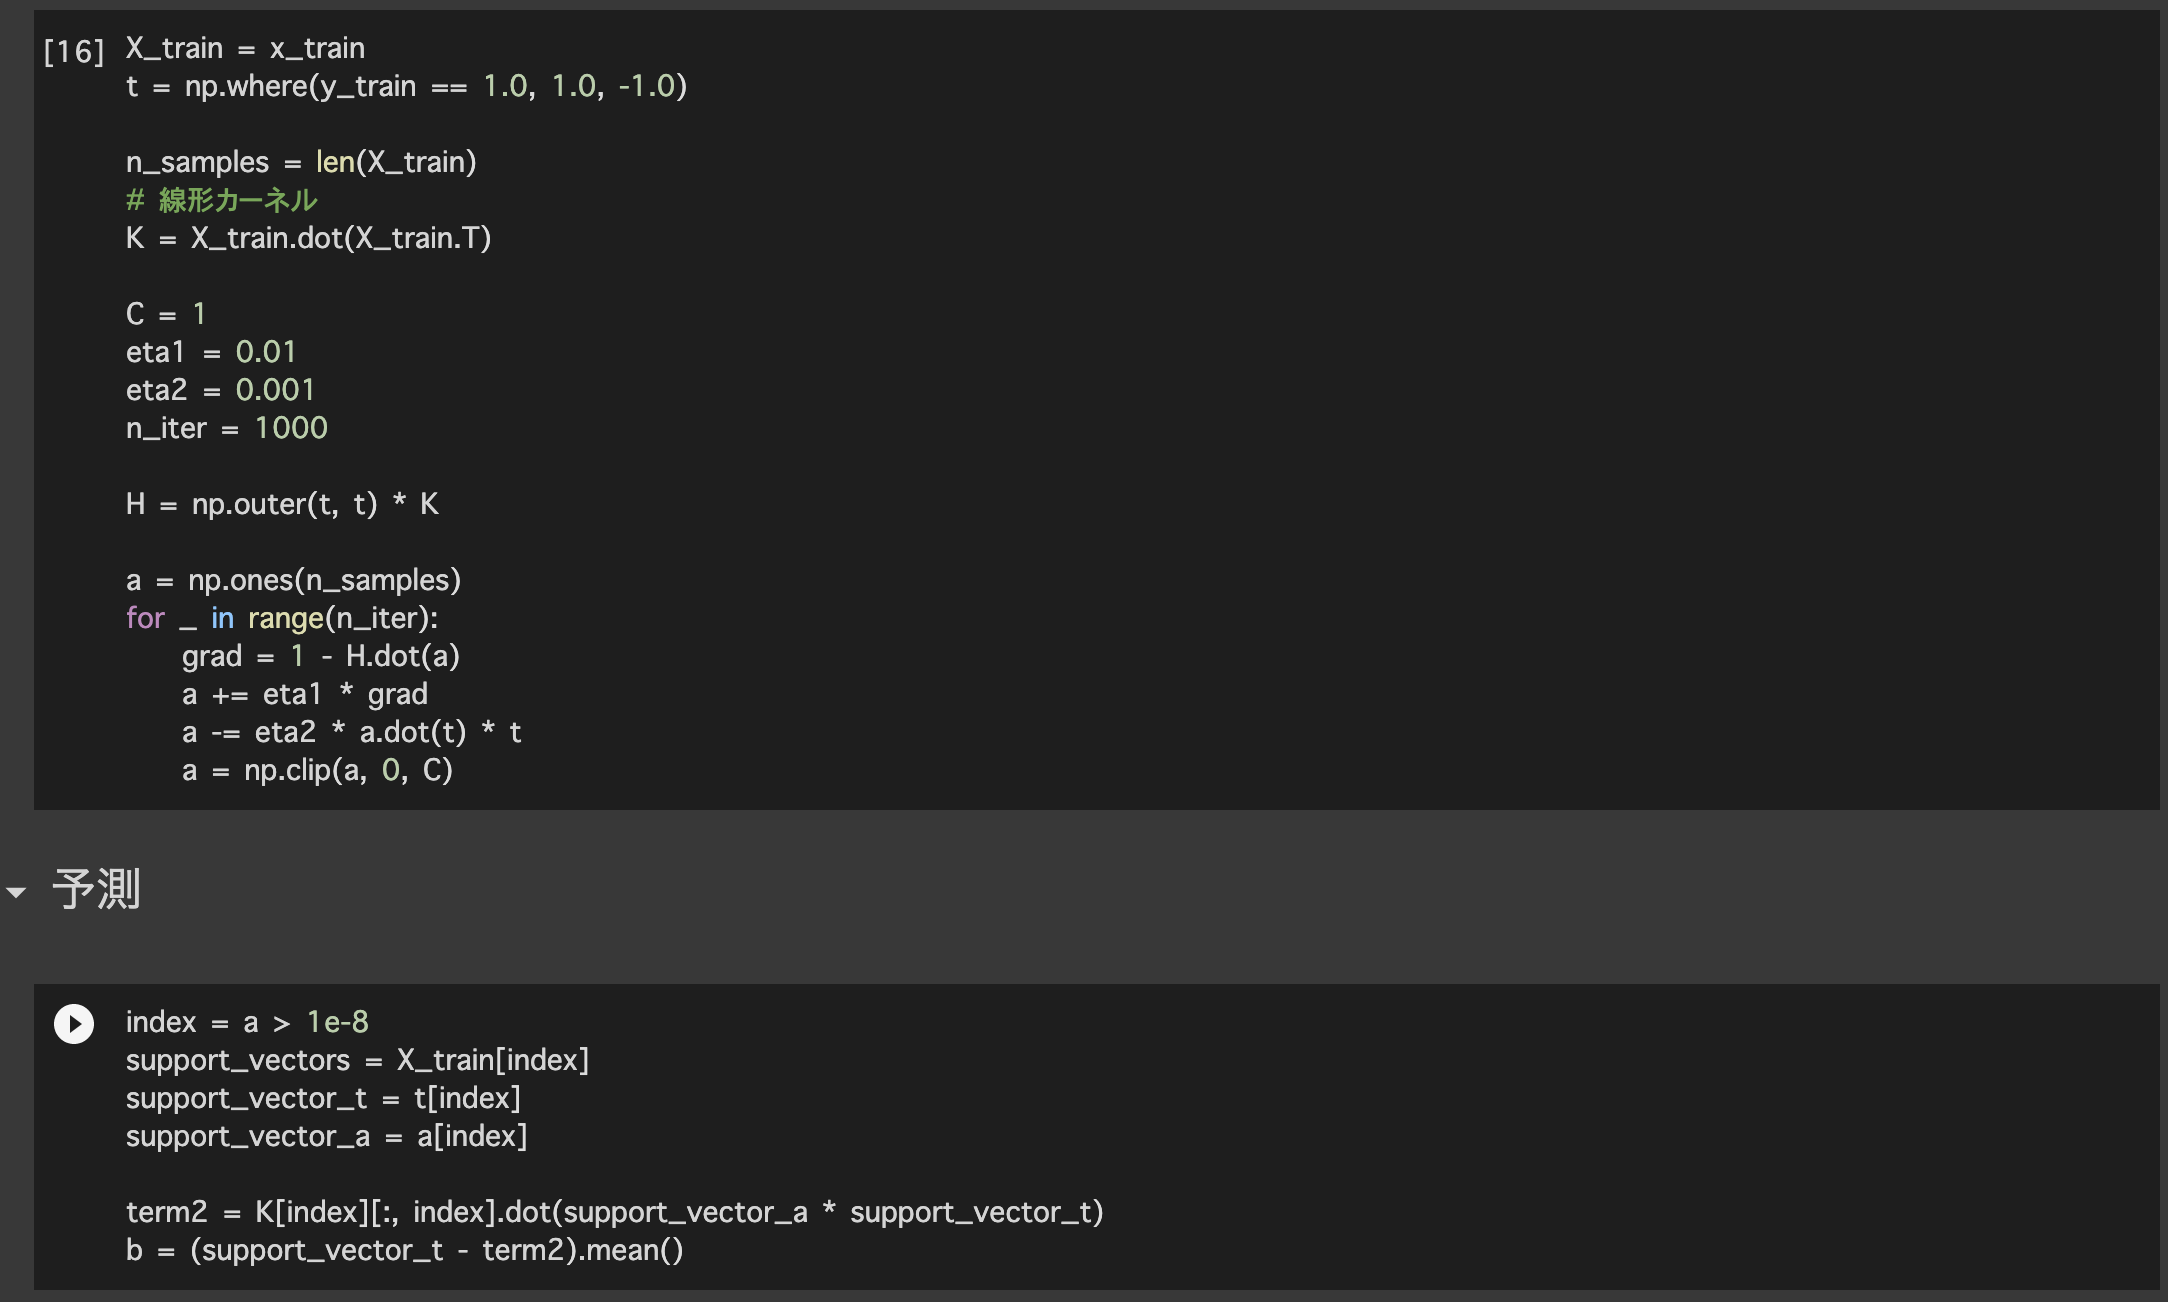 [16] X_train = x_train
t = np.where(y_train == 1.0, 1.0, -1.0)
n_samples = len(X_train)
# 線形カーネル
K = X_train.dot(X_train.T)
C = 1
eta1 = 0.01
eta2 = 0.001
n_iter = 1000
H = np.outer(t, t) * K
a = np.ones(n_samples)
for _ in range(n_iter):
    grad = 1 - H.dot(a)
    a += eta1 * grad
    a -= eta2 * a.dot(t) * t
    a = np.clip(a, 0, C)
予測
index = a > 1e-8
support_vectors = X_train[index]
support_vector_t = t[index]
support_vector_a = a[index]
term2 = K[index][:, index].dot(support_vector_a * support_vector_t)
b = (support_vector_t - term2).mean()